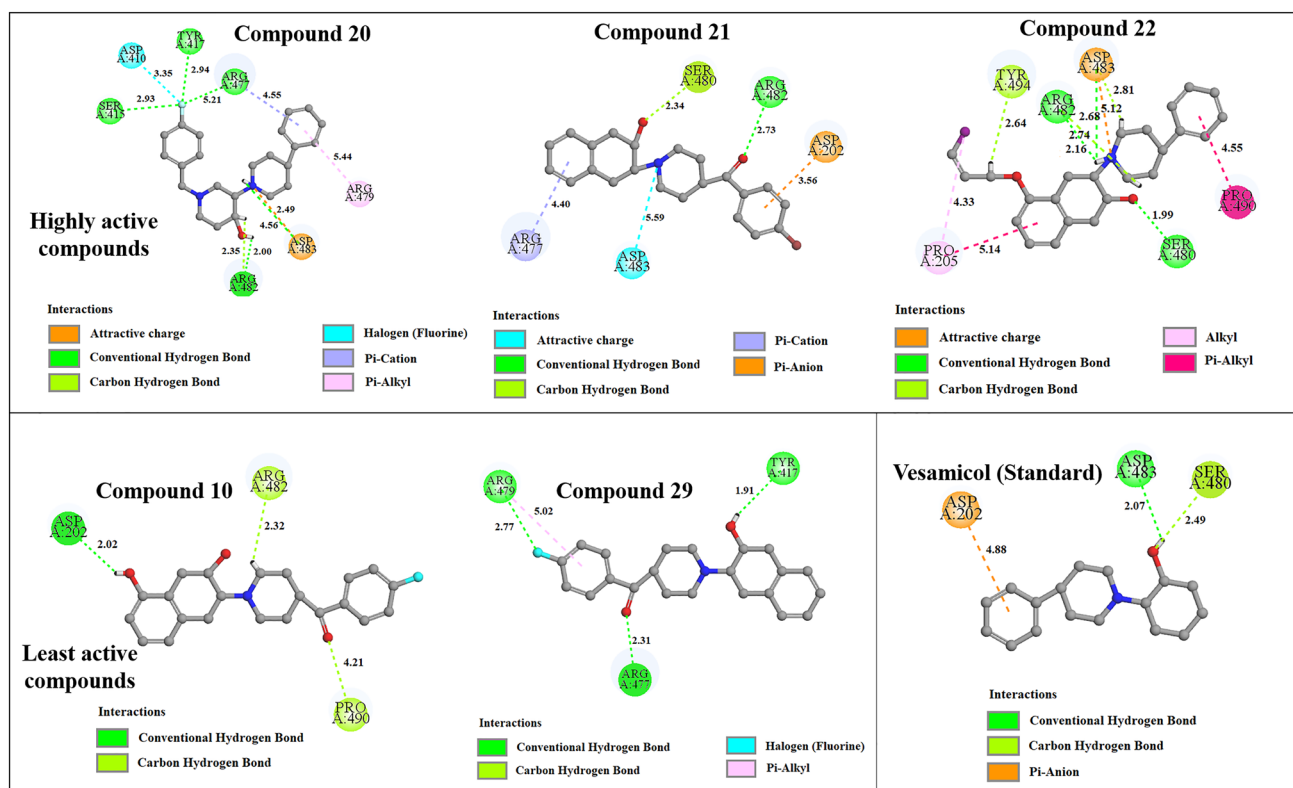 Compound 20
TYR
A:417
ASP
A:410
ARG
A:477
SER
A:415
3.35
2.94
2.93
5.21
4.55
5.44
ARG
A:479
2.49
4.56
ASP
A:483
2.35
2.00
ARG
A:482
Highly active
compounds
Interactions
Attractive charge
Conventional Hydrogen Bond
Carbon Hydrogen Bond
Halogen (Fluorine)
Pi-Cation
Pi-Alkyl
Compound 21
SER
A:480
ARG
A:482
2.34
2.73
ASP
A:202
3.56
4.40
5.59
ARG
A:477
ASP
A:483
Interactions
Attractive charge
Conventional Hydrogen Bond
Carbon Hydrogen Bond
Pi-Cation
Pi-Anion
Compound 22
ASP
A:483
TYR
A:494
ARG
A:482
2.81
5.12
2.68
2.64
2.74
2.16
4.55
PRO
A:490
4.33
1.99
PRO
A:205
5.14
SER
A:480
Interactions
Attractive charge
Conventional Hydrogen Bond
Carbon Hydrogen Bond
Alkyl
Pi-Alkyl
Compound 10
ARG
A:482
ASP
A:202
2.02
2.32
4.21
PRO
A:490
Least active
compounds
Interactions
Conventional Hydrogen Bond
Carbon Hydrogen Bond
Compound 29
TYR
A:417
ARG
A:479
1.91
5.02
2.77
2.31
ARG
A:477
Interactions
Conventional Hydrogen Bond
Carbon Hydrogen Bond
Halogen (Fluorine)
Pi-Alkyl
Vesamicol (Standard)
ASP
A:483
SER
A:480
ASP
A:202
2.07
2.49
4.88
Interactions
Conventional Hydrogen Bond
Carbon Hydrogen Bond
Pi-Anion